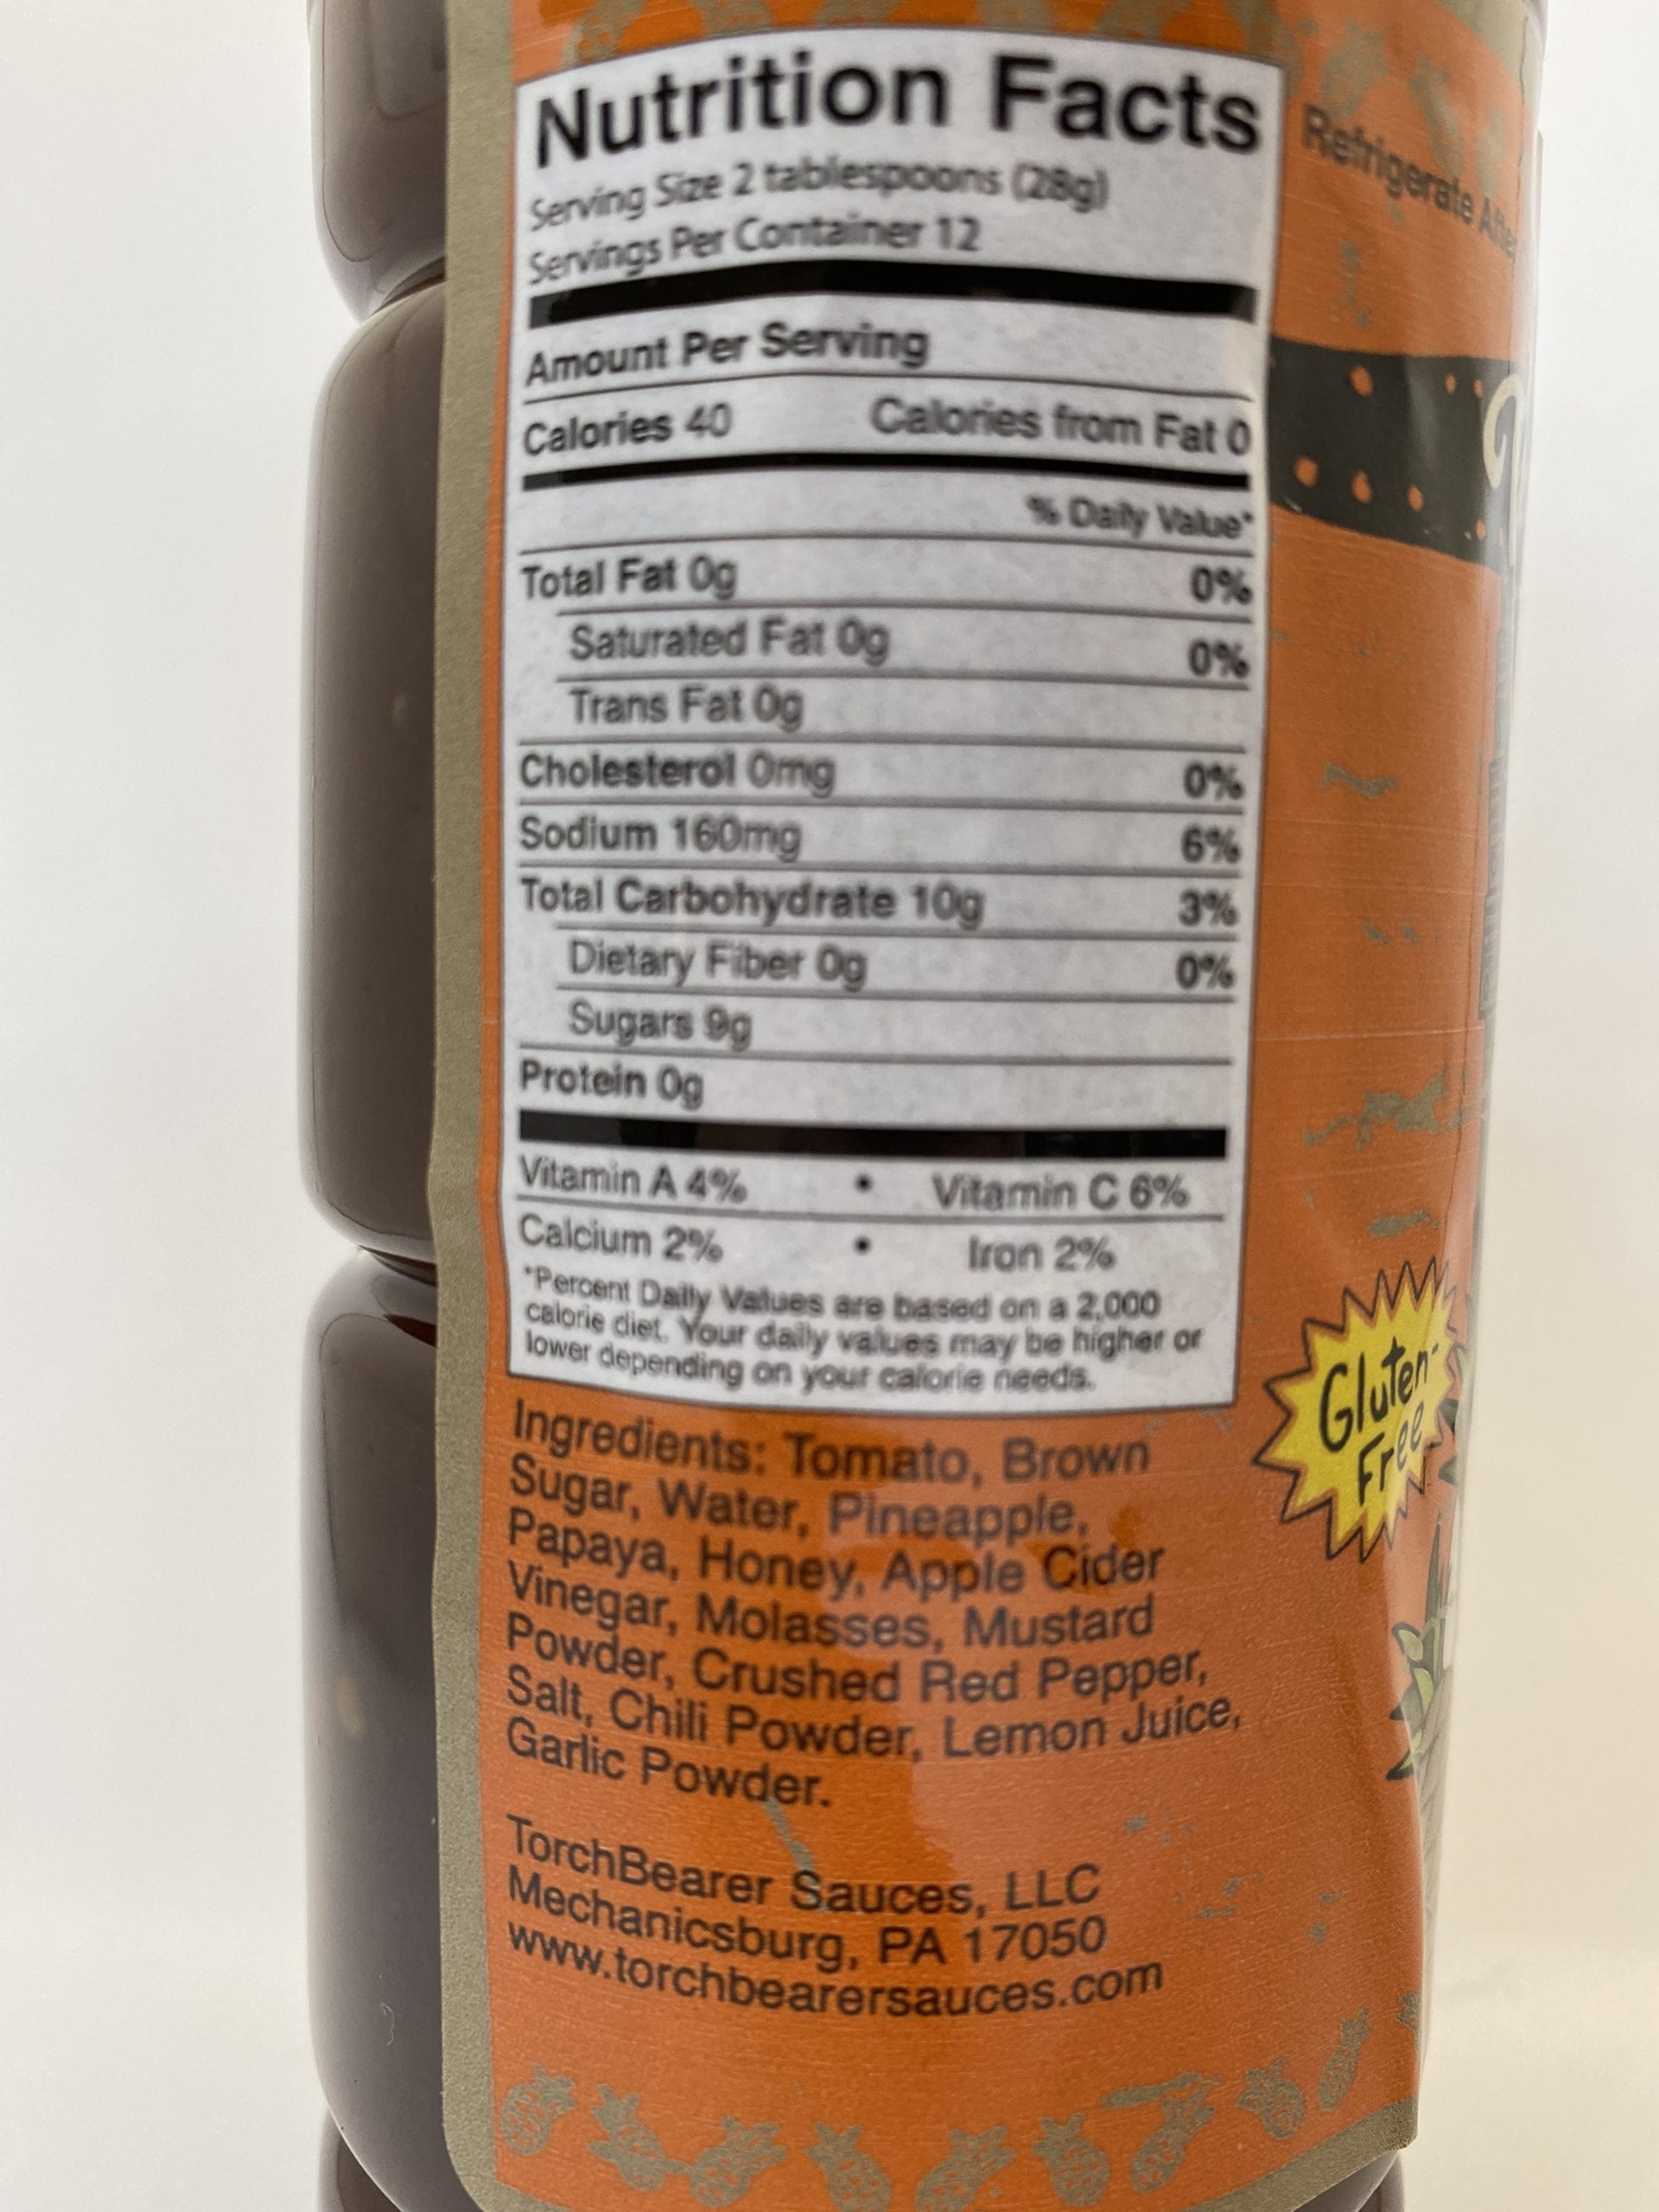 Nutrition Facts
Serving Size 2 tablespoons (28g)
Servings Per Container 12
Amount Per Serving
Calories 40 Calories from Fat 0
% Daily Value*
Total Fat 0g 0%
Saturated Fat 0g 0%
Trans Fat 0g
Cholesterol 0mg 0%
Sodium 160mg 6%
Total Carbohydrate 10g 3%
Dietary Fiber 0g 0%
Sugars 9g
Protein 0g
Vitamin A 4% • Vitamin C 6%
Calcium 2% • Iron 2%
*Percent Daily Values are based on a 2,000
calorie diet. Your daily values may be higher or
lower depending on your calorie needs.
Ingredients: Tomato, Brown
Sugar, Water, Pineapple,
Papaya, Honey, Apple Cider
Vinegar, Molasses, Mustard
Powder, Crushed Red Pepper,
Salt, Chili Powder, Lemon Juice,
Garlic Powder.
TorchBearer Sauces, LLC
Mechanicsburg, PA 17050
www.torchbearersauces.com
Refrigerate
Gluten-
Free